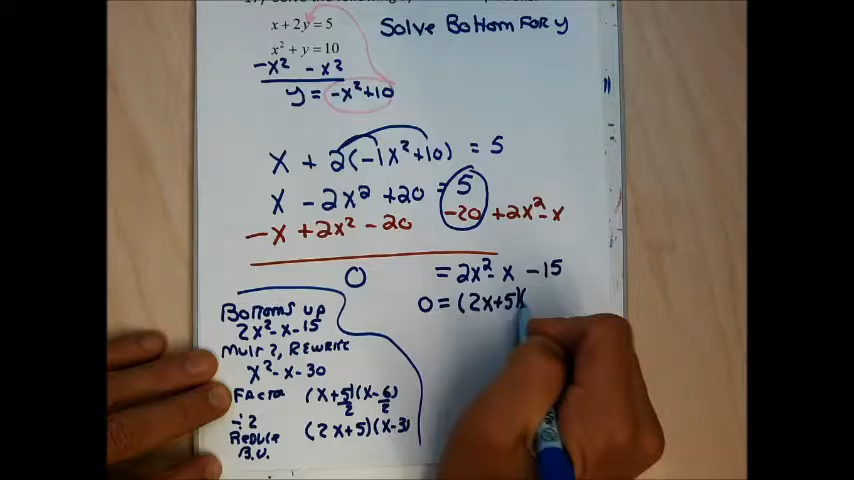 x + 2y = 5
Solve Bottom For y
x² + y = 10
-x² - x²
y = -x²+10
x + 2(-1x²+10) = 5
x - 2x² +20 = 5
-x +2x² -20 -20 +2x²-x
0 = 2x²-x -15
0 = (2x+5)(
Bottoms up
2x²-x-15
Mult 2, Rewrite
x²-x-30
Factor (x+5/2)(x-6/2)
÷2
Reduce (2x+5)(x-3)
B.U.